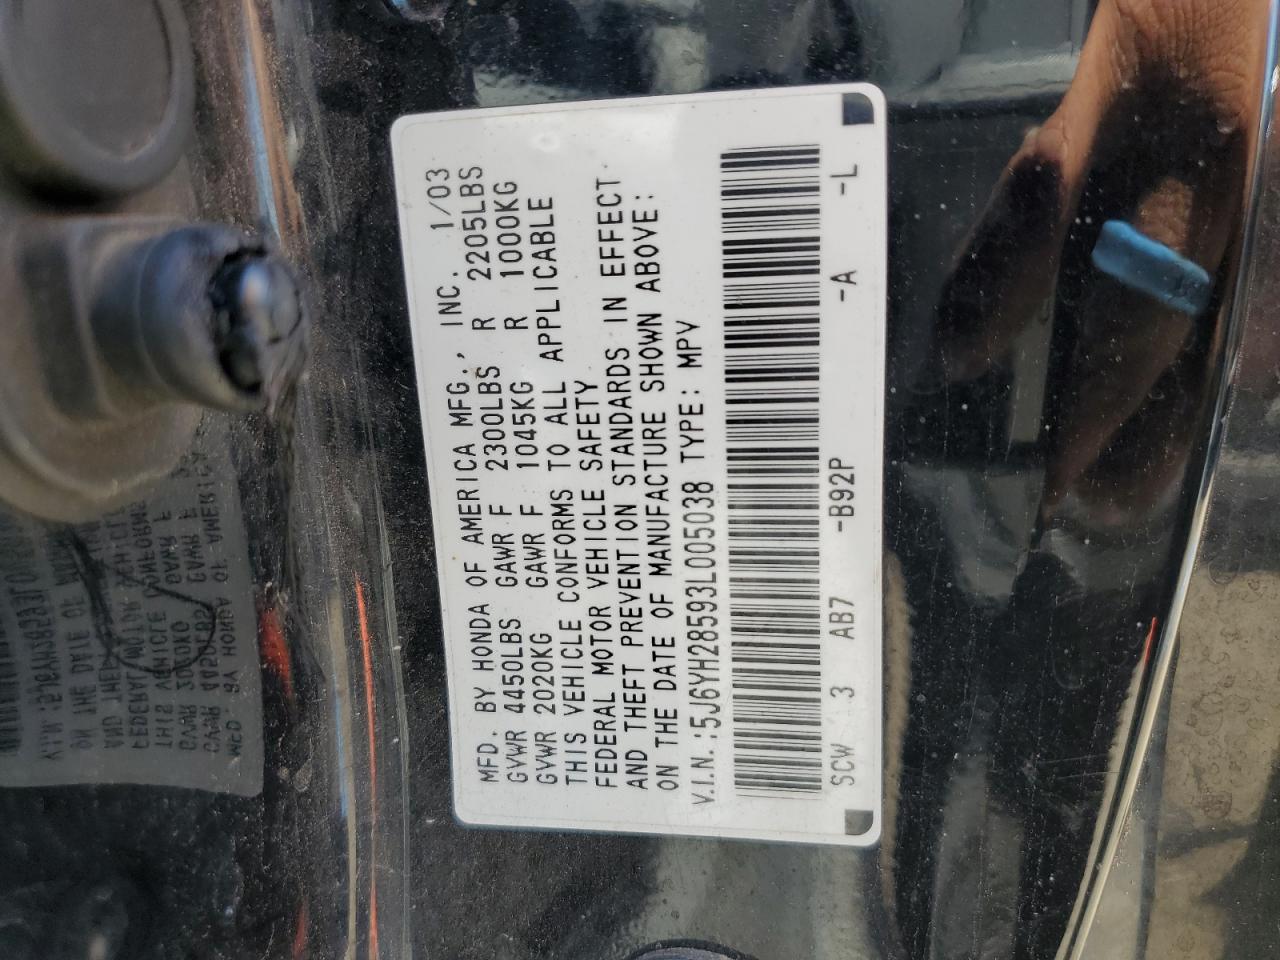 MFD. BY HONDA OF AMERICA MFG., INC. 1/03
GVWR 4450LBS GAWR F 2300LBS R 2205LBS
GVWR 2020KG GAWR F 1045KG R 1000KG
THIS VEHICLE CONFORMS TO ALL APPLICABLE
FEDERAL MOTOR VEHICLE SAFETY
AND THEFT PREVENTION STANDARDS IN EFFECT
ON THE DATE OF MANUFACTURE SHOWN ABOVE:
V.I.N.:5J6YH28593L005038 TYPE: MPV
SCW 3 AB7 -B92P -A -L